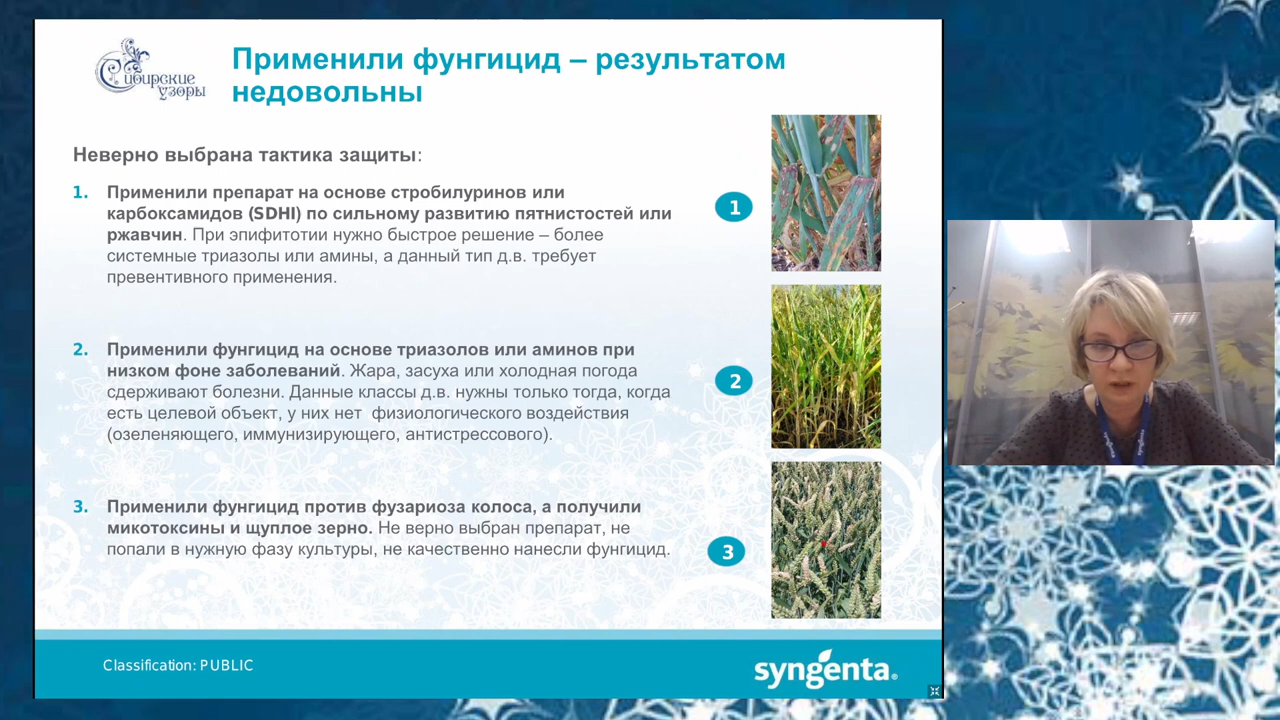 Сибирские
узоры
Применили фунгицид – результатом
недовольны
Неверно выбрана тактика защиты:
1. Применили препарат на основе стробилуринов или
карбоксамидов (SDHI) по сильному развитию пятнистостей или
ржавчин. При эпифитотии нужно быстрое решение – более
системные триазолы или амины, а данный тип д.в. требует
превентивного применения.
1
2. Применили фунгицид на основе триазолов или аминов при
низком фоне заболеваний. Жара, засуха или холодная погода
сдерживают болезни. Данные классы д.в. нужны только тогда, когда
есть целевой объект, у них нет физиологического воздействия
(озеленяющего, иммунизирующего, антистрессового).
2
3. Применили фунгицид против фузариоза колоса, а получили
микотоксины и щуплое зерно. Не верно выбран препарат, не
попали в нужную фазу культуры, не качественно нанесли фунгицид.
3
Classification: PUBLIC
syngenta®